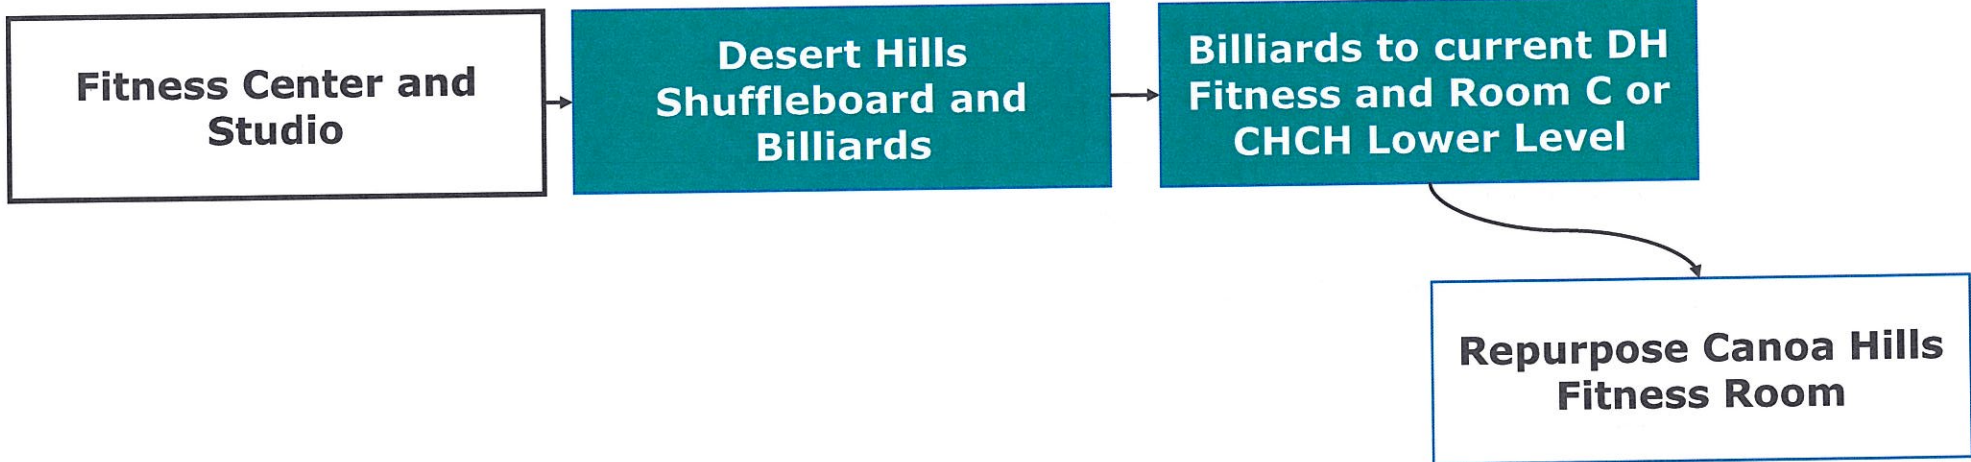 Fitness Center and
Studio
Desert Hills
Shuffleboard and
Billiards
Billiards to current DH
Fitness and Room C or
CHCH Lower Level
Repurpose Canoa Hills
Fitness Room